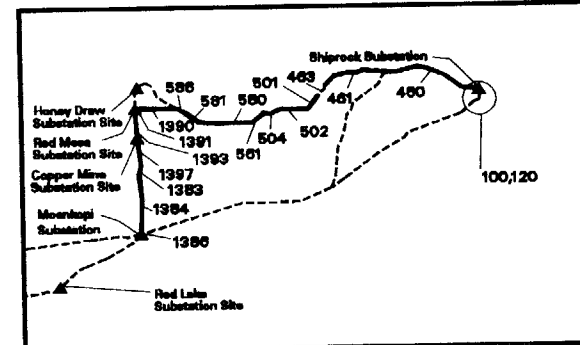 Shiprock Substation
586
581
580
501
463
461
460
Honey Draw
Substation Site
1390
Red Mesa
Substation Site
1391
1393
561
504
502
Copper Mine
Substation Site
1397
1383
100,120
1384
Moenkopi
Substation
1386
Red Lake
Substation Site